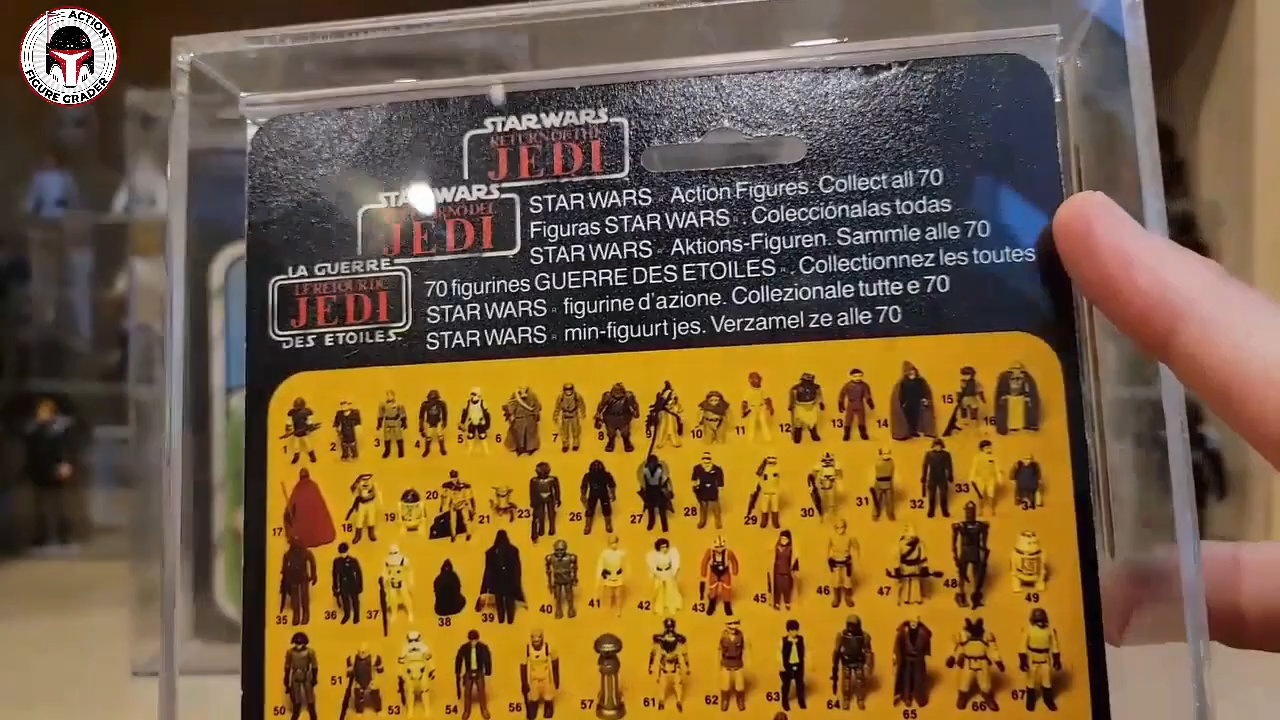 ACTION
FIGURE GRADER
STAR WARS
RETURN OF THE
JEDI
STAR WARS
JEDI
LA GUERRE
LE RETOUR DU
JEDI
DES ETOILES
STAR WARS Action Figures. Collect all 70
Figuras STAR WARS . Colecciónalas todas
STAR WARS Aktions-Figuren. Sammle alle 70
70 figurines GUERRE DES ETOILES . Collectionnez les toutes
STAR WARS figurine d'azione. Collezionale tutte e 70
STAR WARS min-figuurtjes. Verzamel ze alle 70
1 2 3 4 5 6 7 8 9 10 11 12 13 14 15 16
17 18 19 20 21 23 26 27 28 29 30 31 32 33 34
35 36 37 38 39 40 41 42 43 45 46 47 48 49
50 51 53 54 56 57 61 62 63 64 65 66 67